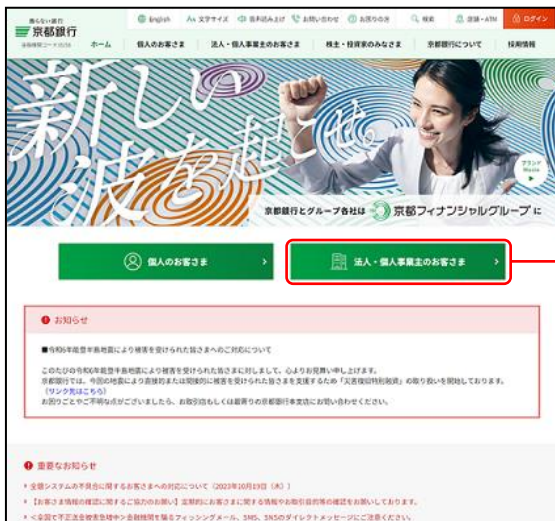 飾らない銀行
京都銀行
English 文字サイズ 音声読み上げ お問い合わせ お困りの方 検索 店舗・ATM ログイン
ホーム 個人のお客さま 法人・個人事業主のお客さま 株主・投資家のみなさま 京都銀行について 採用情報
新しい
波を起こせ。
ブランド
Movie
京都銀行とグループ各社は 京都フィナンシャルグループ に
個人のお客さま
法人・個人事業主のお客さま
お知らせ
■令和6年能登半島地震により被害を受けられた皆さまへのご対応について
このたびの令和6年能登半島地震により被害を受けられた皆さまに対しまして、心よりお見舞い申し上げます。
京都銀行では、今回の地震により直接的または間接的に被害を受けられた皆さまを支援するため「災害復旧特別融資」の取り扱いを開始しております。
（リンク先はこちら）
お困りごとやご不明な点がございましたら、お取引店もしくは最寄りの京都銀行本支店にお問い合わせください。
重要なお知らせ
全銀システムの不具合に関するお客さまへの対応について（2023年10月19日（木））
【お客さま情報の確認に関するご協力のお願い】定期的にお客さまに関する情報やお取引目的等の確認をお願いしております。
＜全国で不正送金被害急増中＞金融機関を騙るフィッシングメール、SMS、SNSのダイレクトメッセージにご注意ください。